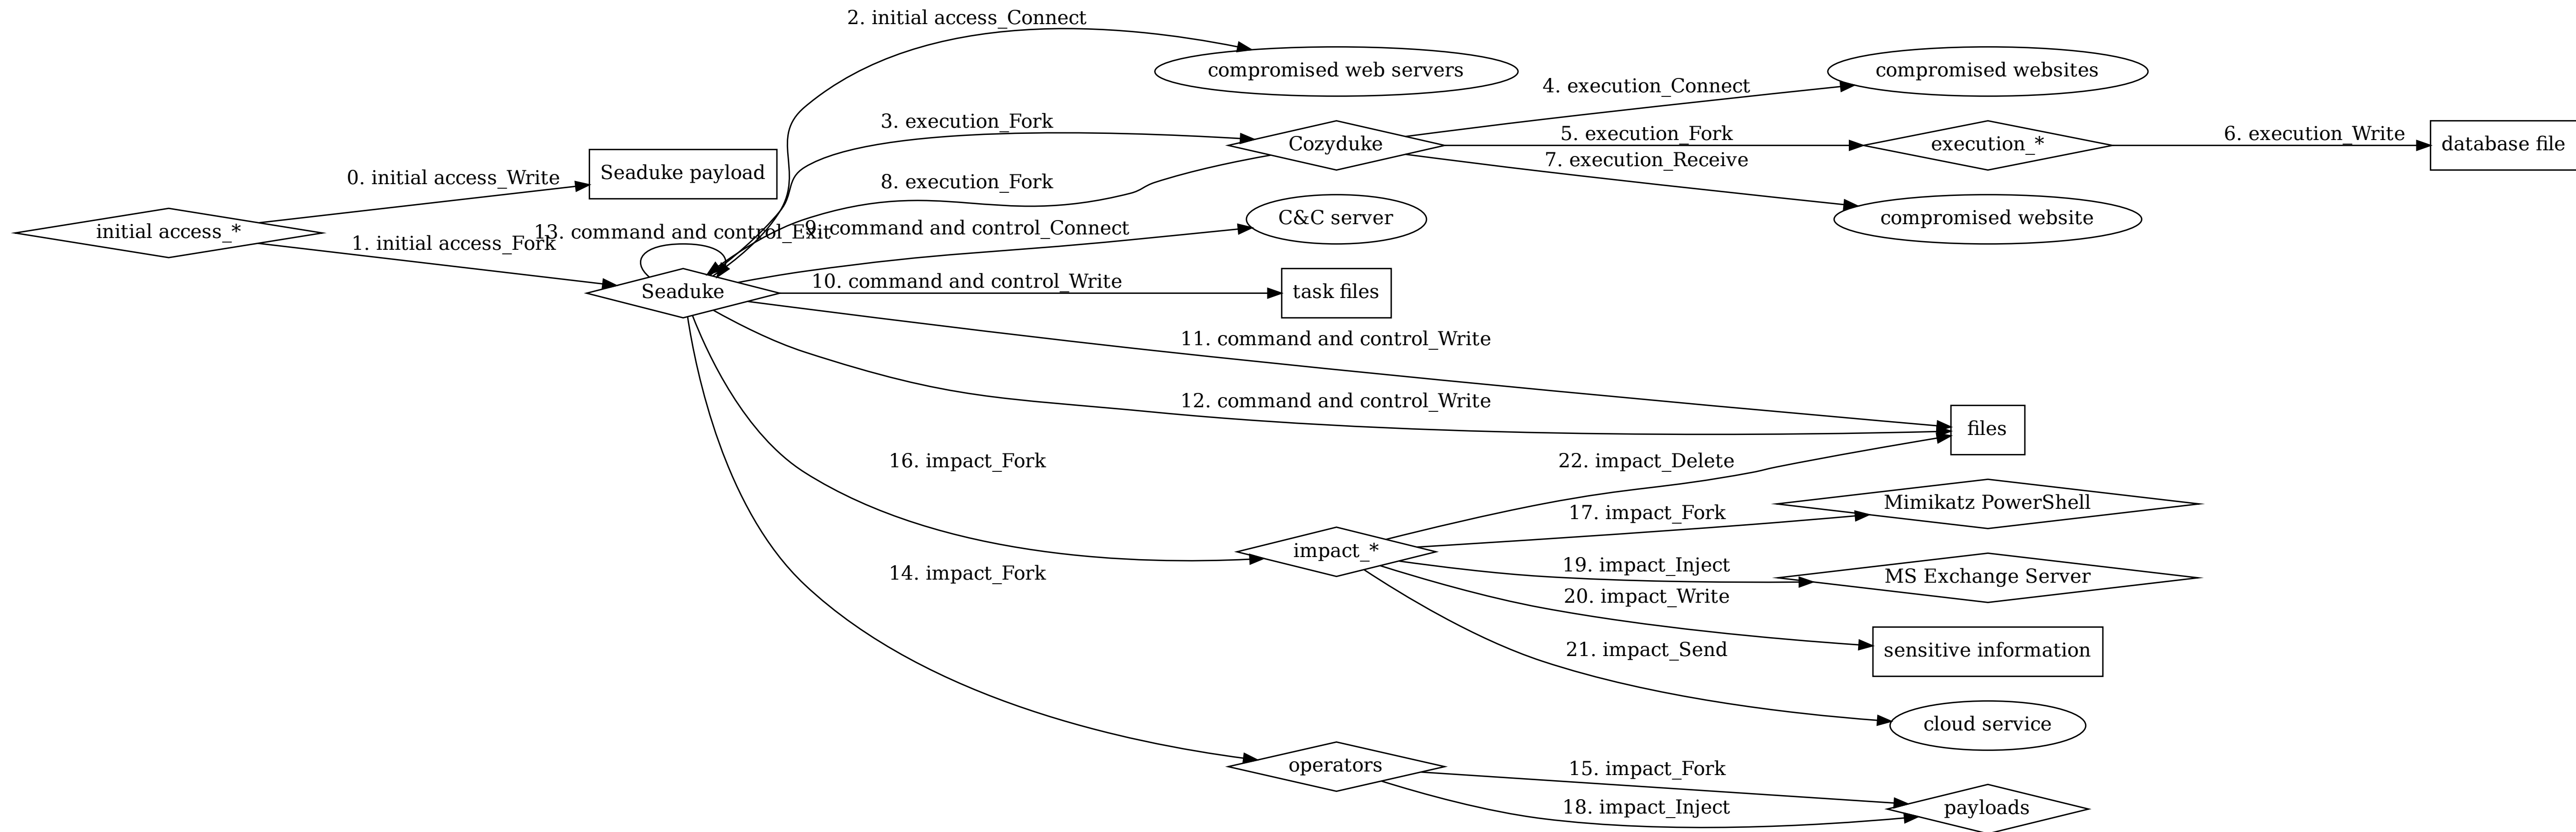 2. initial access_Connect
compromised web servers
compromised websites
4. execution_Connect
3. execution_Fork
5. execution_Fork
6. execution_Write
Cozyduke
execution_*
database file
7. execution_Receive
Seaduke payload
0. initial access_Write
8. execution_Fork
C&C server
compromised website
initial access_*
13. command and control_Exit
9. command and control_Connect
1. initial access_Fork
10. command and control_Write
Seaduke
task files
11. command and control_Write
12. command and control_Write
files
16. impact_Fork
22. impact_Delete
Mimikatz PowerShell
17. impact_Fork
impact_*
19. impact_Inject
14. impact_Fork
MS Exchange Server
20. impact_Write
21. impact_Send
sensitive information
cloud service
operators
15. impact_Fork
18. impact_Inject
payloads